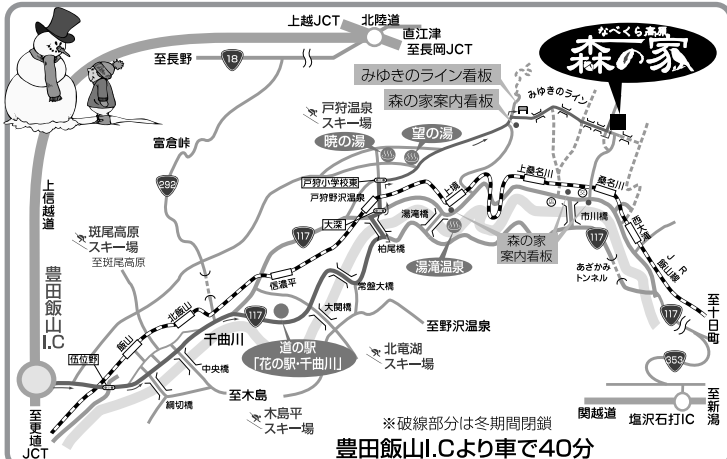 上越JCT
北陸道
直江津
至長岡JCT
至長野
18
なべくら高原
森の家
みゆきのライン看板
森の家案内看板
みゆきのライン
戸狩温泉
スキー場
暁の湯
望の湯
富倉峠
292
上信越道
戸狩小学校東
戸狩野沢温泉
上境
上桑名川
桑名川
西大滝
JR
飯山線
大深
117
湯滝橋
柏尾橋
湯滝温泉
森の家
案内看板
市川橋
117
あざかみ
トンネル
117
至十日町
斑尾高原
スキー場
至斑尾高原
豊田飯山
I.C
信濃平
常盤大橋
大関橋
北飯山
117
千曲川
道の駅
「花の駅・千曲川」
至野沢温泉
北竜湖
スキー場
飯山
伍位野
中央橋
綱切橋
至木島
木島平
スキー場
353
関越道
塩沢石打IC
至新潟
至更埴
JCT
※破線部分は冬期間閉鎖
豊田飯山I.Cより車で40分